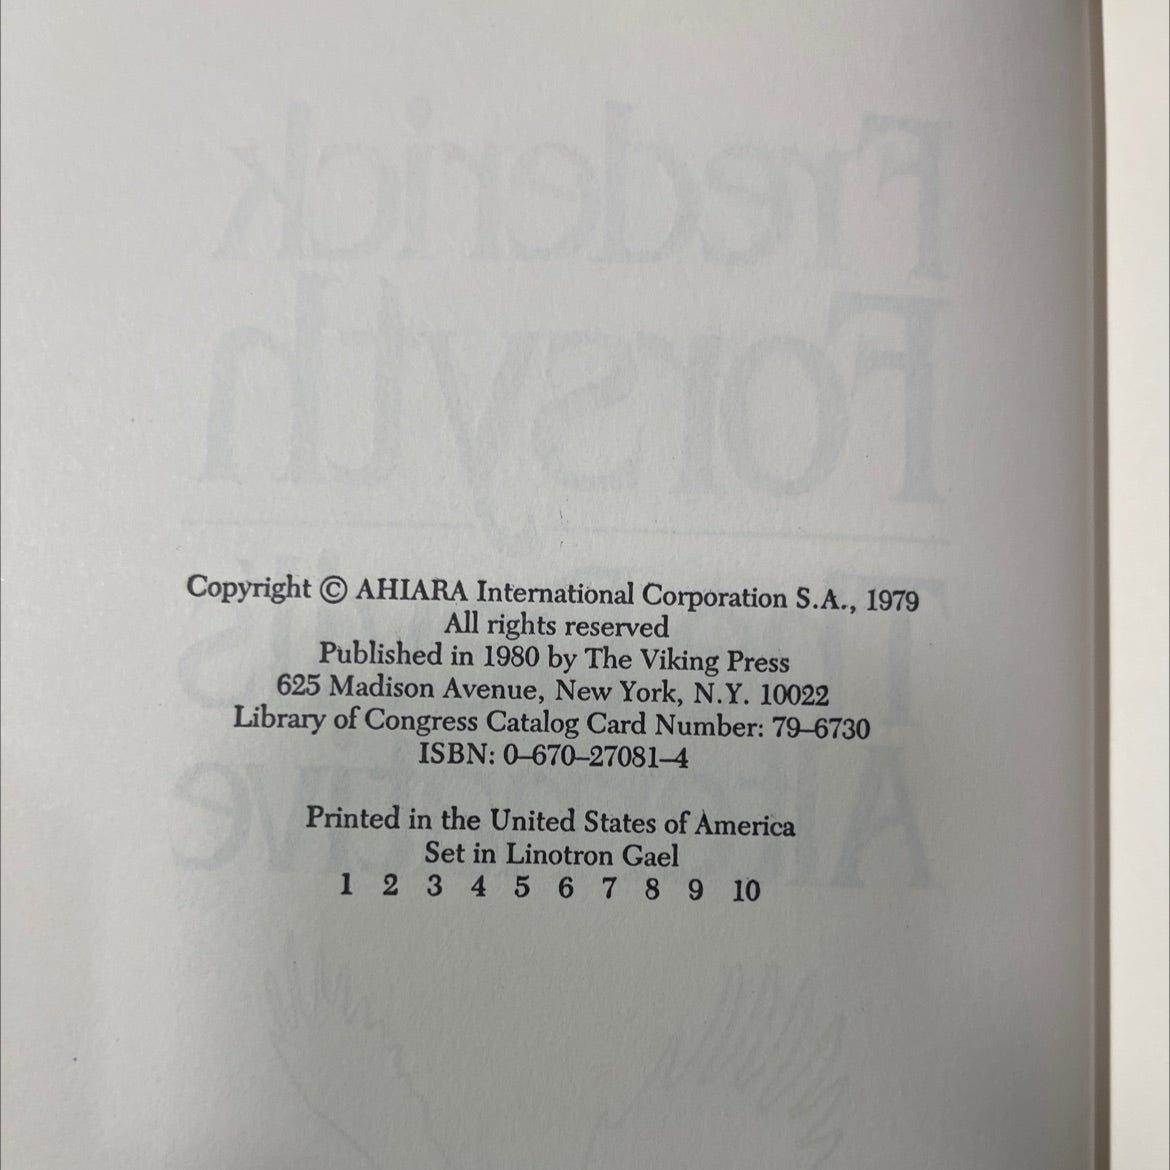 Copyright © AHIARA International Corporation S.A., 1979
All rights reserved
Published in 1980 by The Viking Press
625 Madison Avenue, New York, N.Y. 10022
Library of Congress Catalog Card Number: 79–6730
ISBN: 0–670–27081–4
Printed in the United States of America
Set in Linotron Gael
1 2 3 4 5 6 7 8 9 10
Frederick
Forsyth